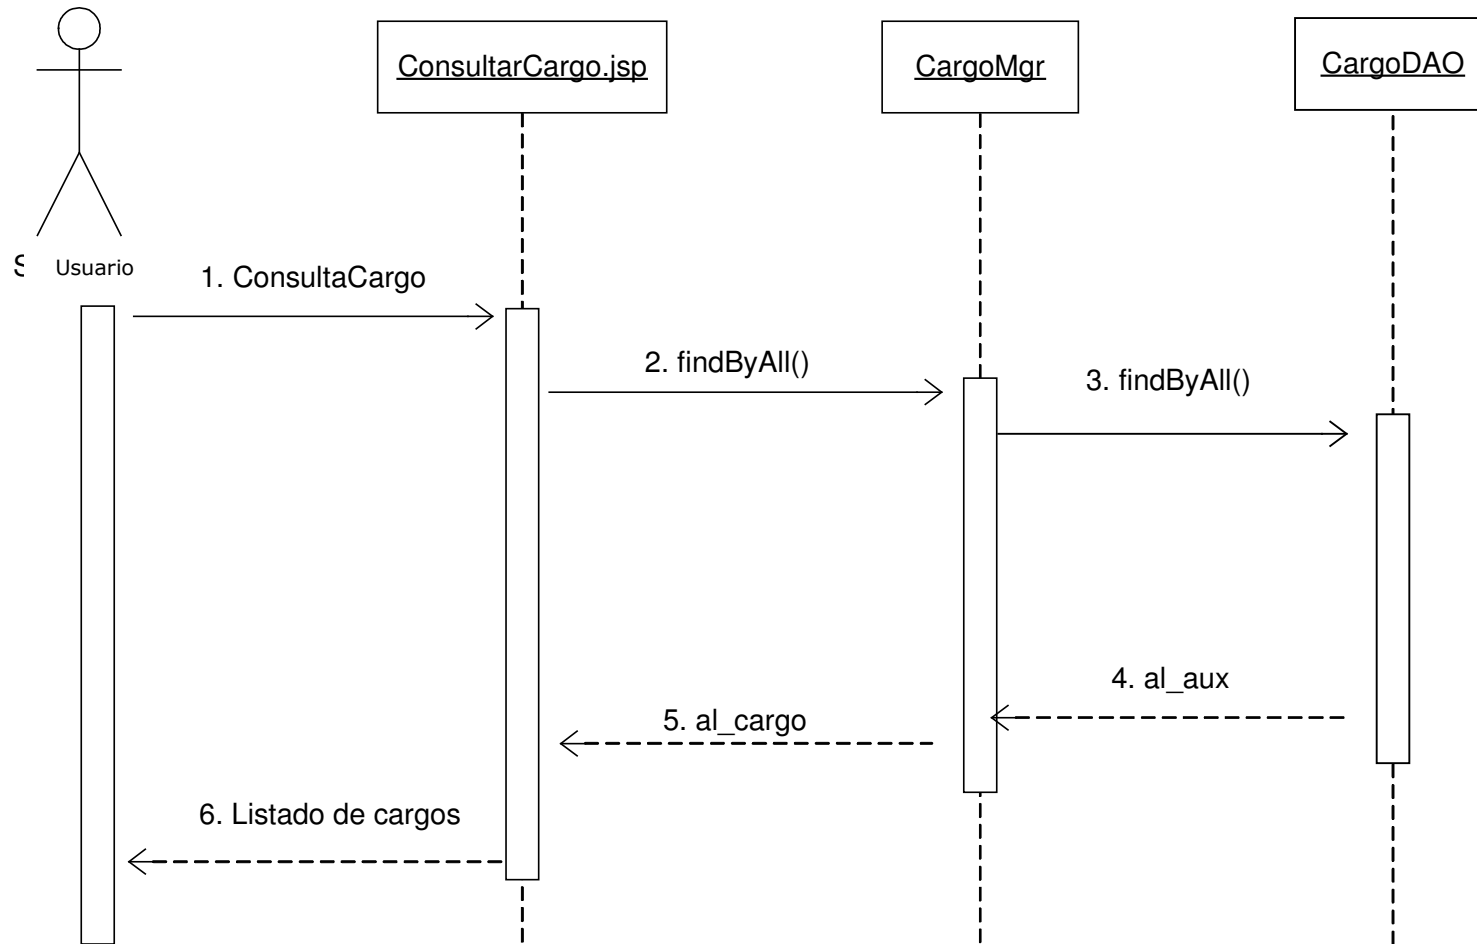 ConsultarCargo.jsp
CargoMgr
CargoDAO
Usuario
1. ConsultaCargo
2. findByAll()
3. findByAll()
4. al_aux
5. al_cargo
6. Listado de cargos